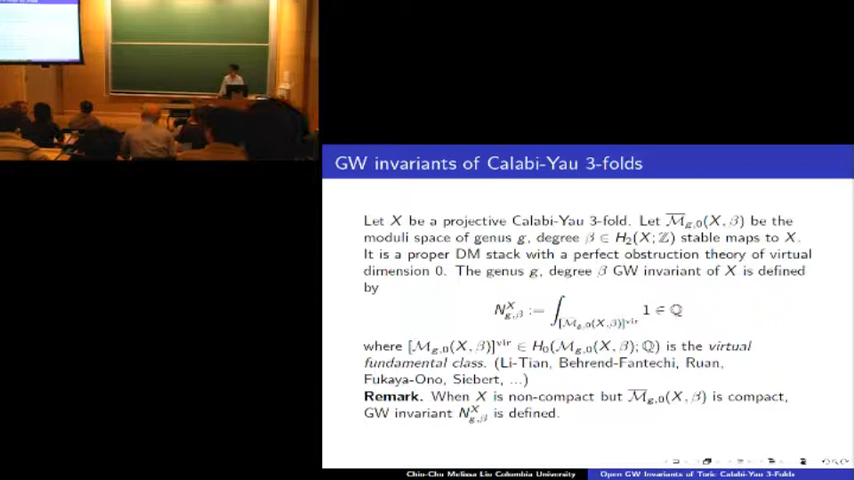 GW invariants of Calabi-Yau 3-folds
Let X be a projective Calabi-Yau 3-fold. Let M̅_{g,0}(X, β) be the
moduli space of genus g, degree β ∈ H₂(X; ℤ) stable maps to X.
It is a proper DM stack with a perfect obstruction theory of virtual
dimension 0. The genus g, degree β GW invariant of X is defined
by
N^X_{g,β} := ∫_{[M̅_{g,0}(X,β)]^{vir}} 1 ∈ ℚ
where [M̅_{g,0}(X, β)]^{vir} ∈ H₀(M̅_{g,0}(X, β); ℚ) is the virtual
fundamental class. (Li-Tian, Behrend-Fantechi, Ruan,
Fukaya-Ono, Siebert, ...)
Remark. When X is non-compact but M̅_{g,0}(X, β) is compact,
GW invariant N^X_{g,β} is defined.
Chiu-Chu Melissa Liu Columbia University Open GW Invariants of Toric Calabi-Yau 3-Folds